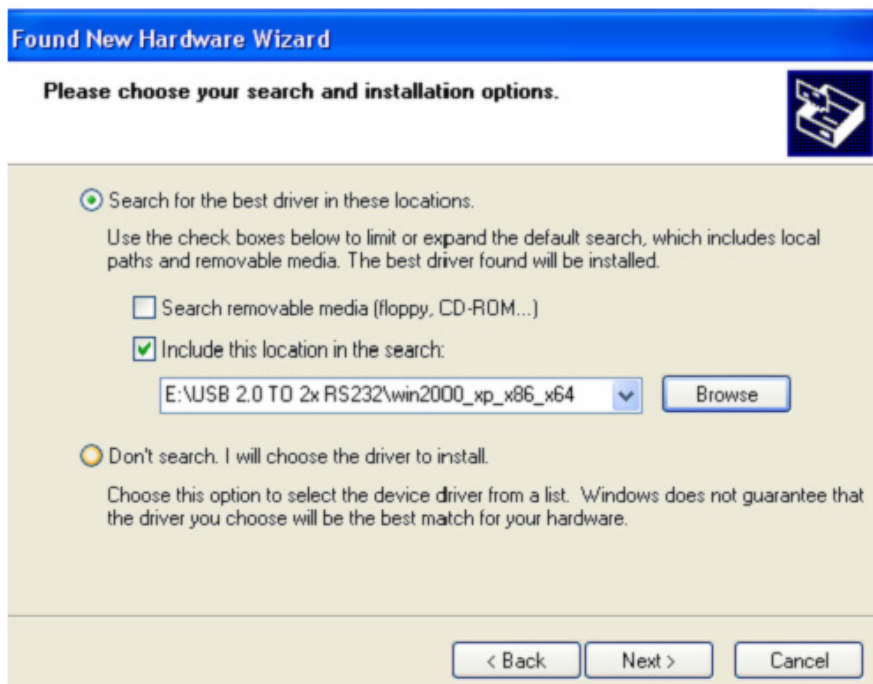 Found New Hardware Wizard
Please choose your search and installation options.
Search for the best driver in these locations.
Use the check boxes below to limit or expand the default search, which includes local
paths and removable media. The best driver found will be installed.
Search removable media (floppy, CD-ROM...)
Include this location in the search:
E:\USB 2.0 TO 2x RS232\win2000_xp_x86_x64
Browse
Don't search. I will choose the driver to install.
Choose this option to select the device driver from a list. Windows does not guarantee that
the driver you choose will be the best match for your hardware.
< Back Next > Cancel